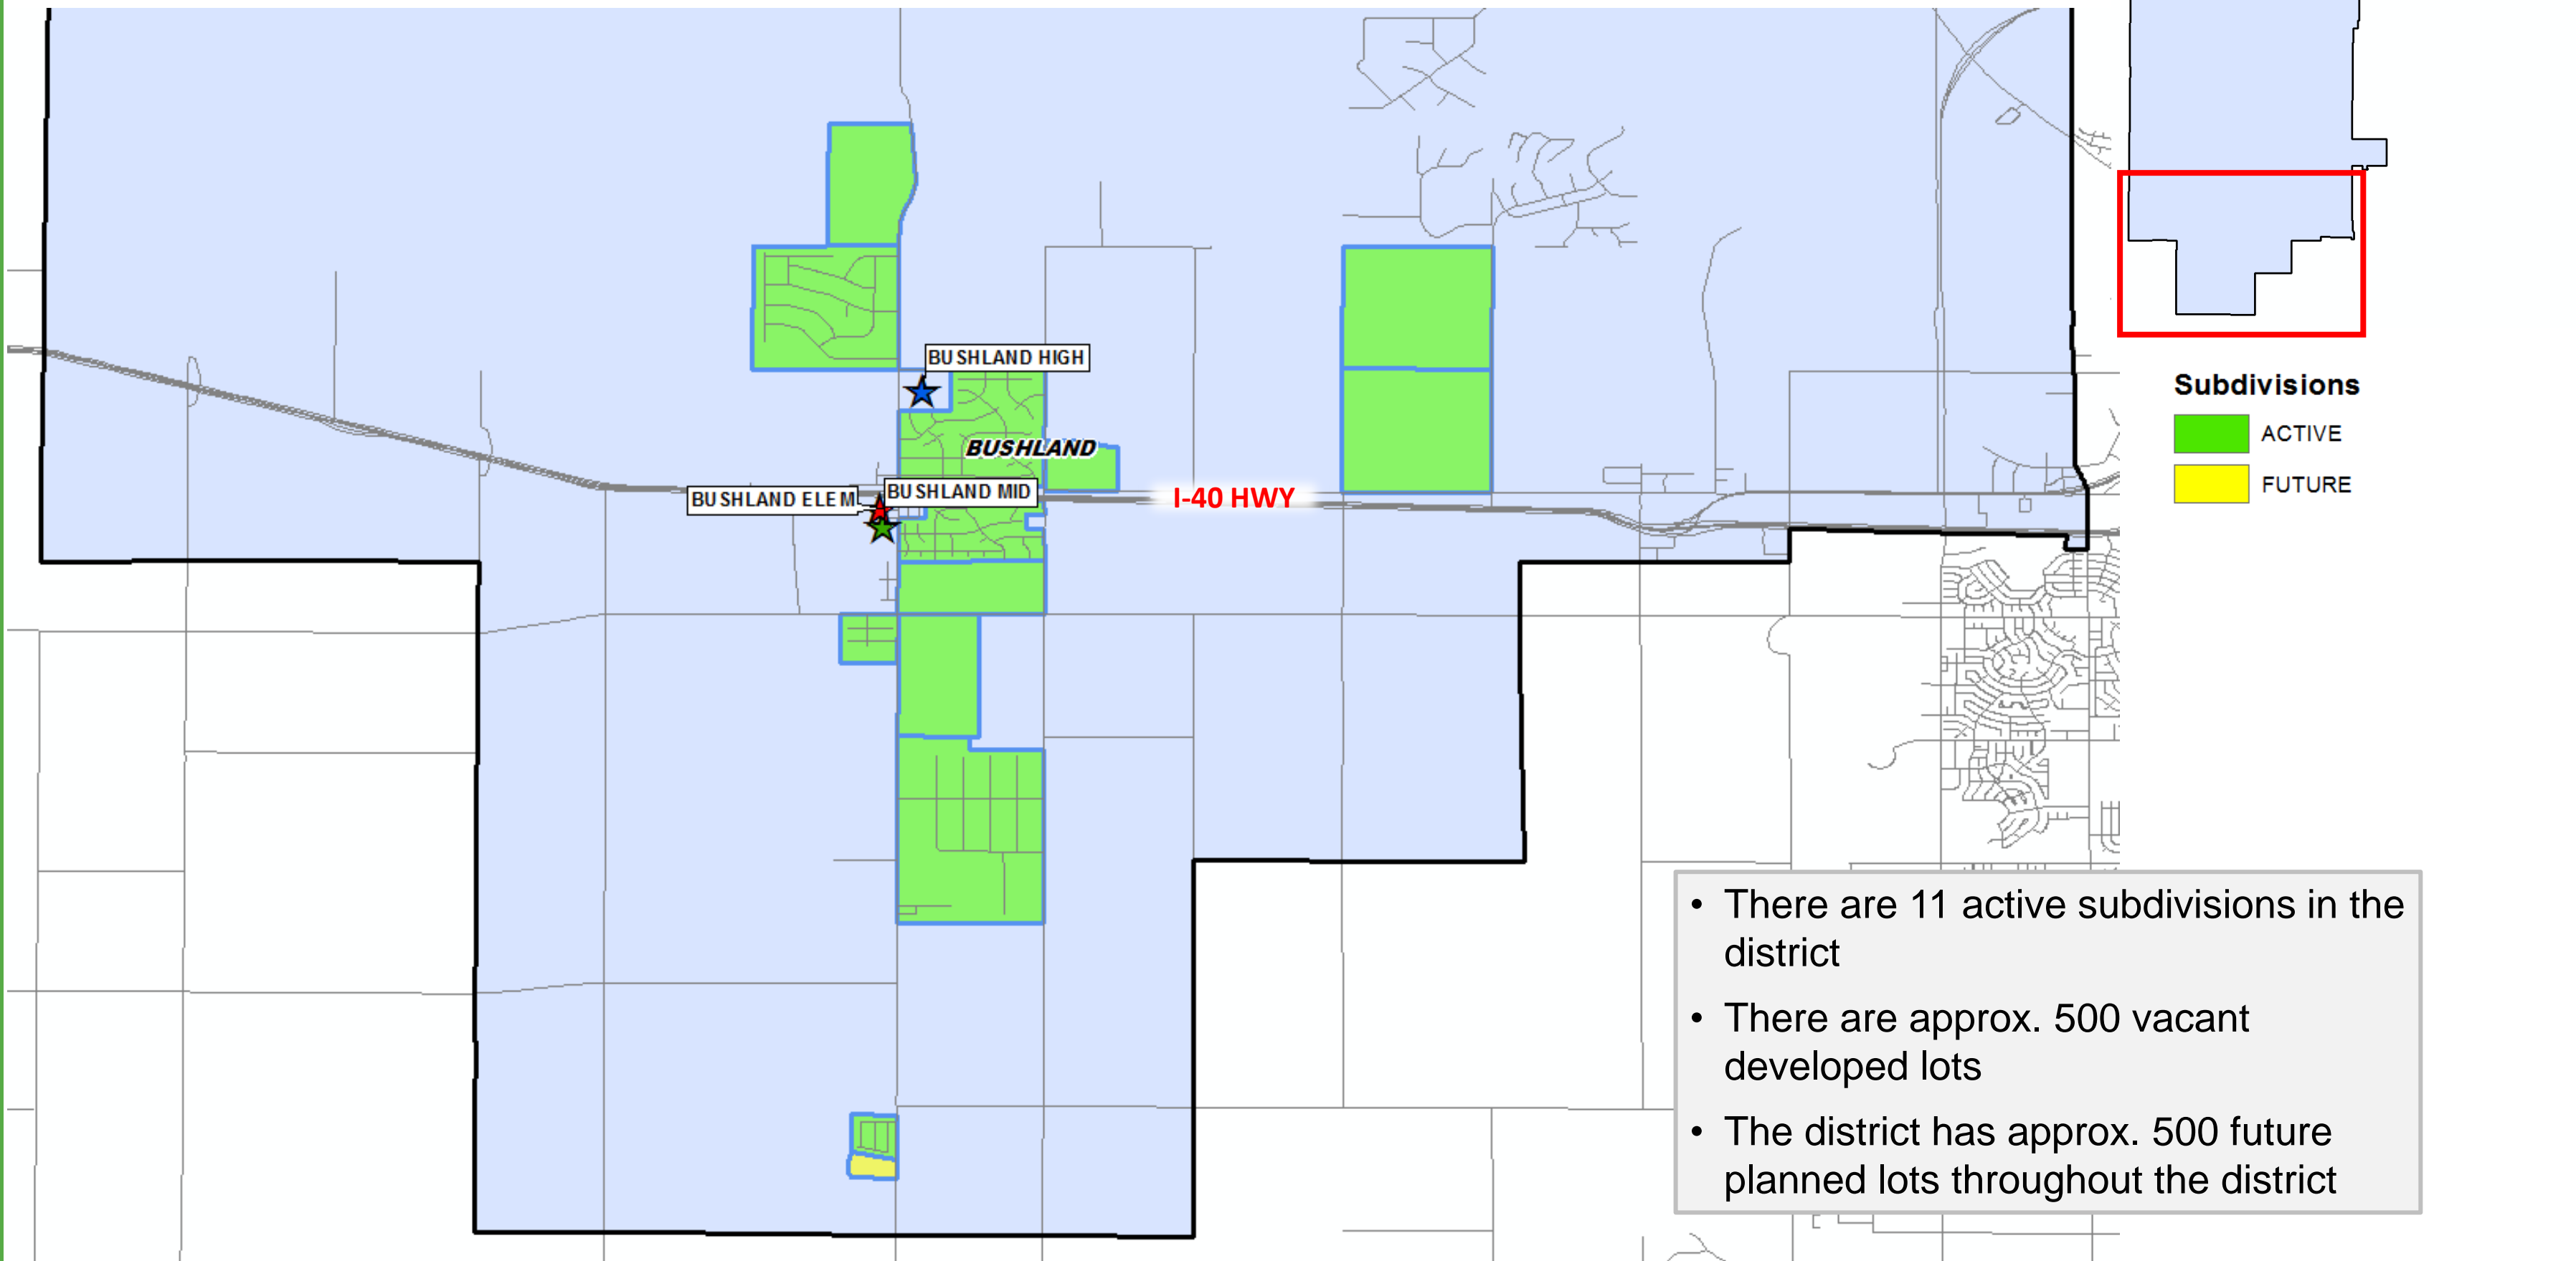 BUSHLAND HIGH
BUSHLAND
BUSHLAND ELEM
BUSHLAND MID
I-40 HWY
Subdivisions
ACTIVE
FUTURE
• There are 11 active subdivisions in the
district
• There are approx. 500 vacant
developed lots
• The district has approx. 500 future
planned lots throughout the district